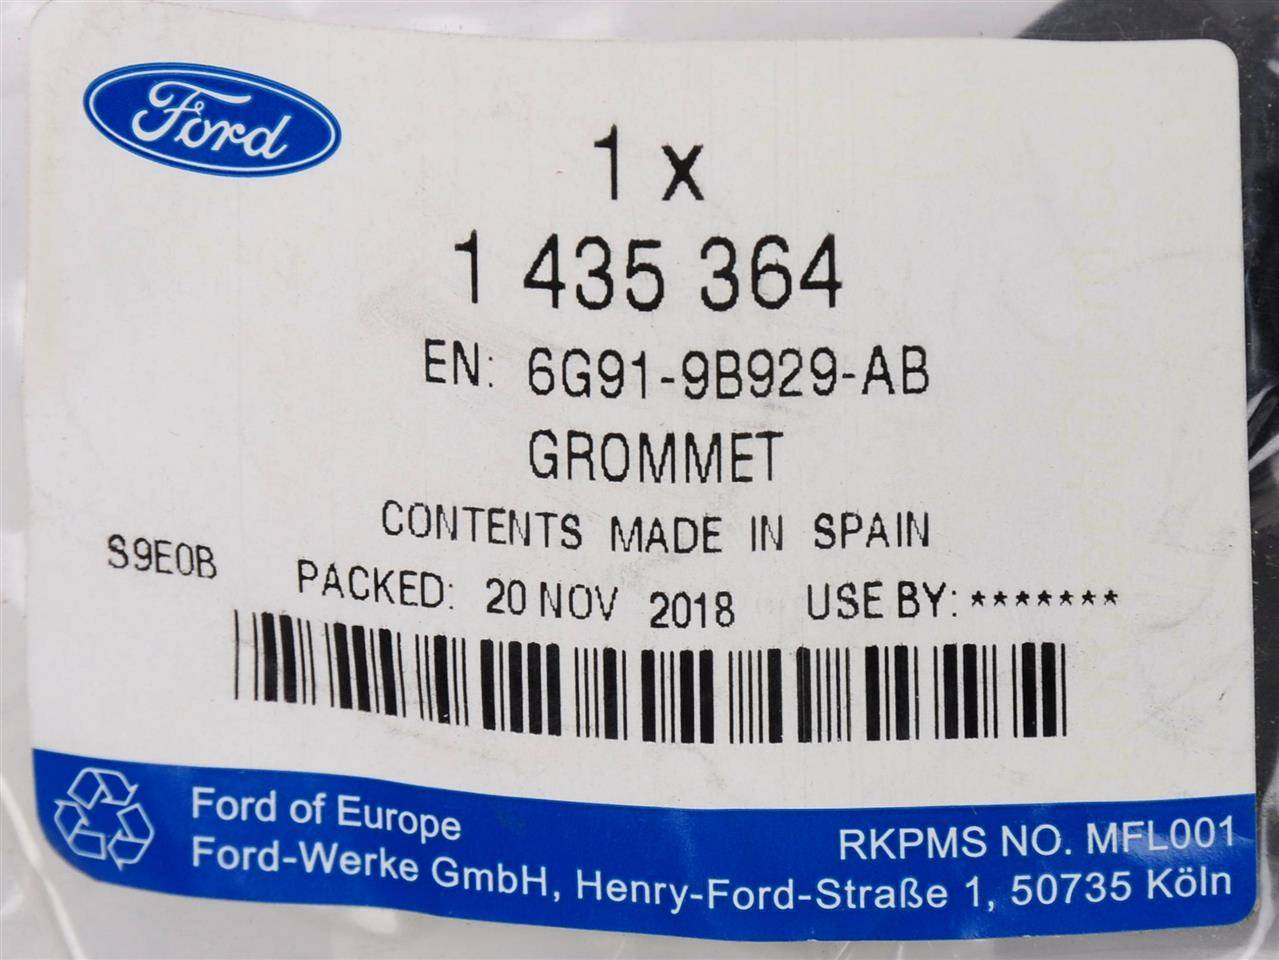 Ford
1 x
1 435 364
EN: 6G91-9B929-AB
GROMMET
CONTENTS MADE IN SPAIN
S9E0B
PACKED: 20 NOV 2018 USE BY: *******
Ford of Europe
RKPMS NO. MFL001
Ford-Werke GmbH, Henry-Ford-Straße 1, 50735 Köln